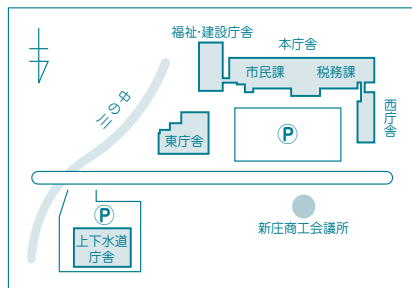 福祉・建設庁舎
本庁舎
市民課
税務課
西庁舎
中の川
東庁舎
P
P
新庄商工会議所
上下水道
庁舎